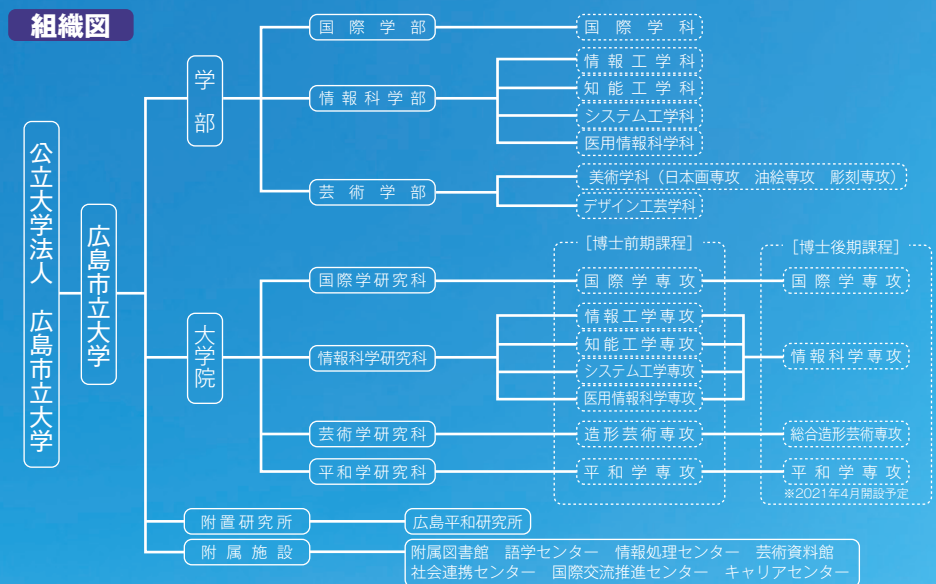 組織図
公立大学法人 広島市立大学
広島市立大学
学部
国際学部
国際学科
情報科学部
情報工学科
知能工学科
システム工学科
医用情報科学科
芸術学部
美術学科（日本画専攻 油絵専攻 彫刻専攻）
デザイン工芸学科
大学院
［博士前期課程］
［博士後期課程］
国際学研究科
国際学専攻
国際学専攻
情報科学研究科
情報工学専攻
知能工学専攻
システム工学専攻
医用情報科学専攻
情報科学専攻
芸術学研究科
造形芸術専攻
総合造形芸術専攻
平和学研究科
平和学専攻
平和学専攻
※2021年4月開設予定
附置研究所
広島平和研究所
附属施設
附属図書館 語学センター 情報処理センター 芸術資料館
社会連携センター 国際交流推進センター キャリアセンター